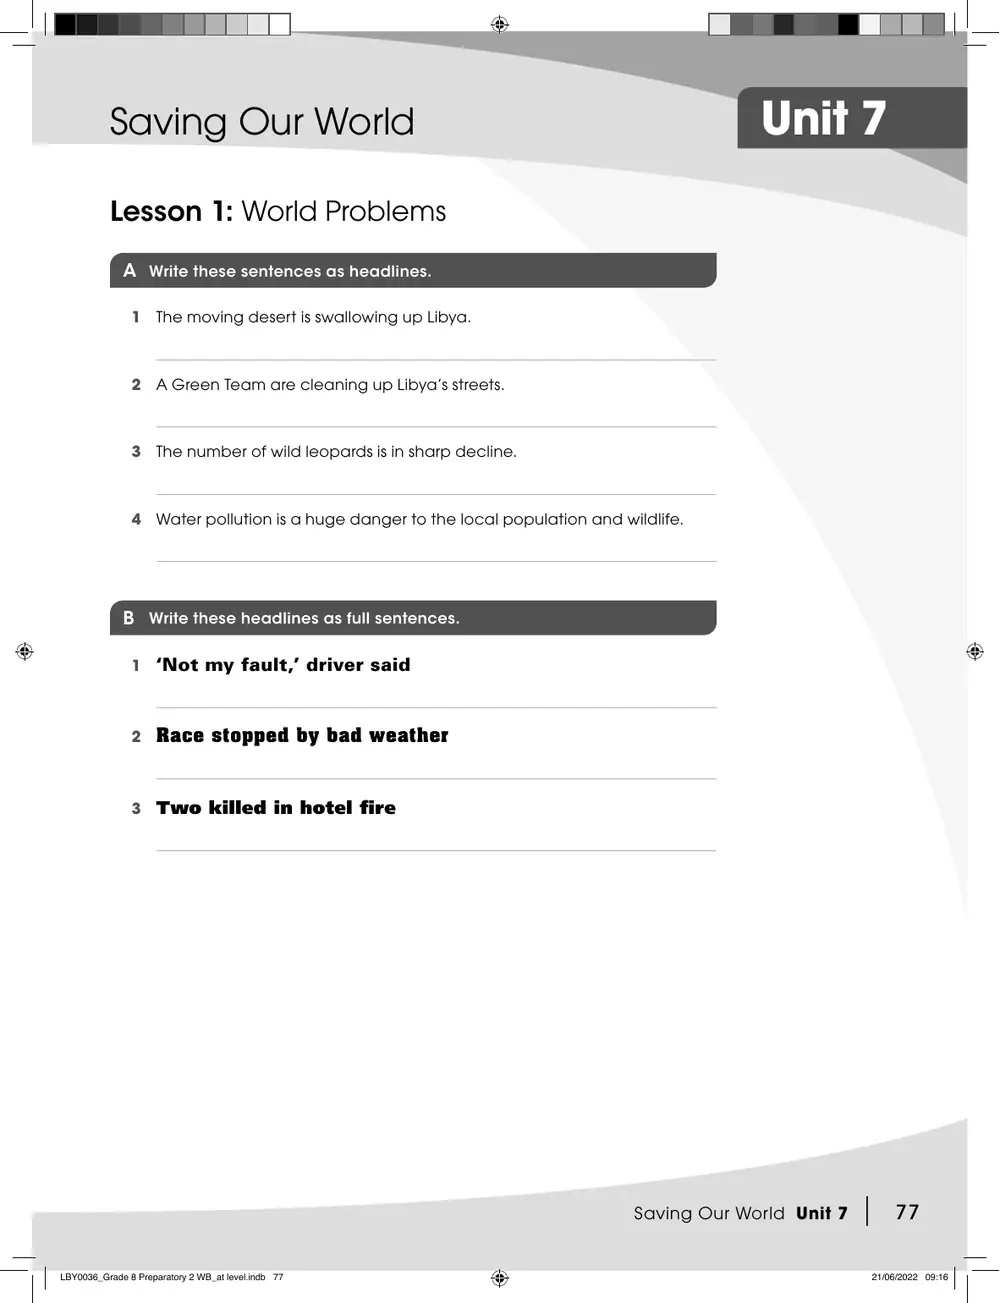 Saving Our World
Unit 7
Lesson 1: World Problems
A Write these sentences as headlines.
1 The moving desert is swallowing up Libya.
2 A Green Team are cleaning up Libya’s streets.
3 The number of wild leopards is in sharp decline.
4 Water pollution is a huge danger to the local population and wildlife.
B Write these headlines as full sentences.
1 ‘Not my fault,’ driver said
2 Race stopped by bad weather
3 Two killed in hotel fire
Saving Our World Unit 7 77
LBY0036_Grade 8 Preparatory 2 WB_at level.indb 77 21/06/2022 09:16